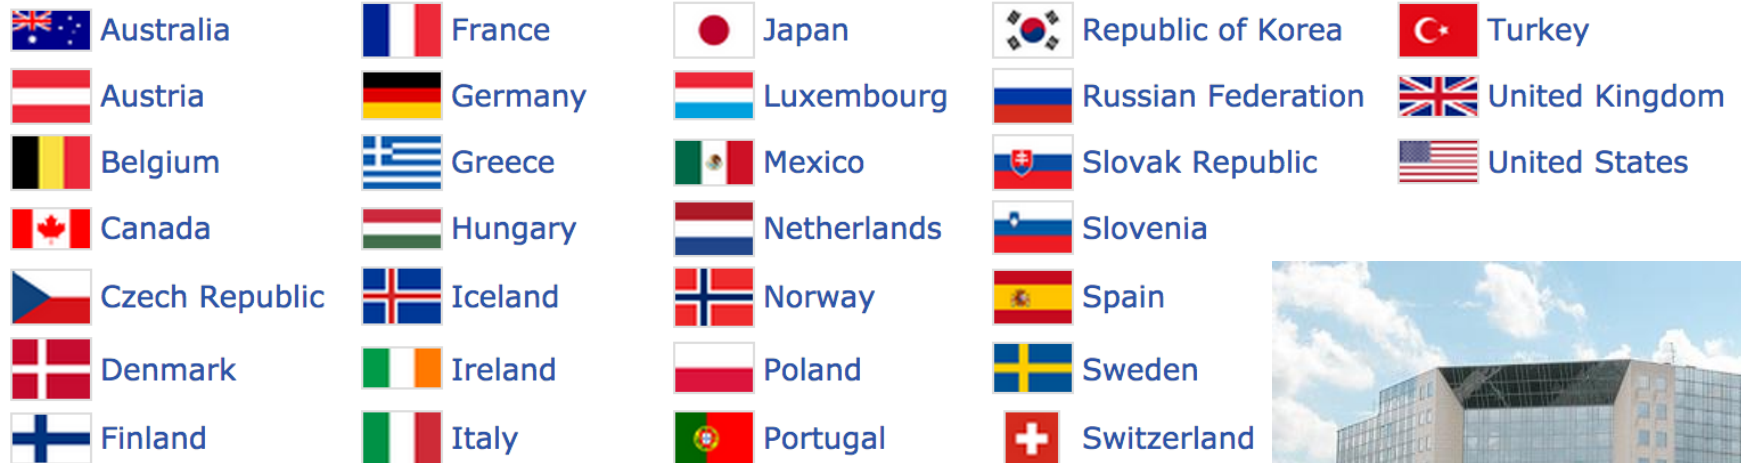 Australia
Austria
Belgium
Canada
Czech Republic
Denmark
Finland
France
Germany
Greece
Hungary
Iceland
Ireland
Italy
Japan
Luxembourg
Mexico
Netherlands
Norway
Poland
Portugal
Republic of Korea
Russian Federation
Slovak Republic
Slovenia
Spain
Sweden
Switzerland
Turkey
United Kingdom
United States